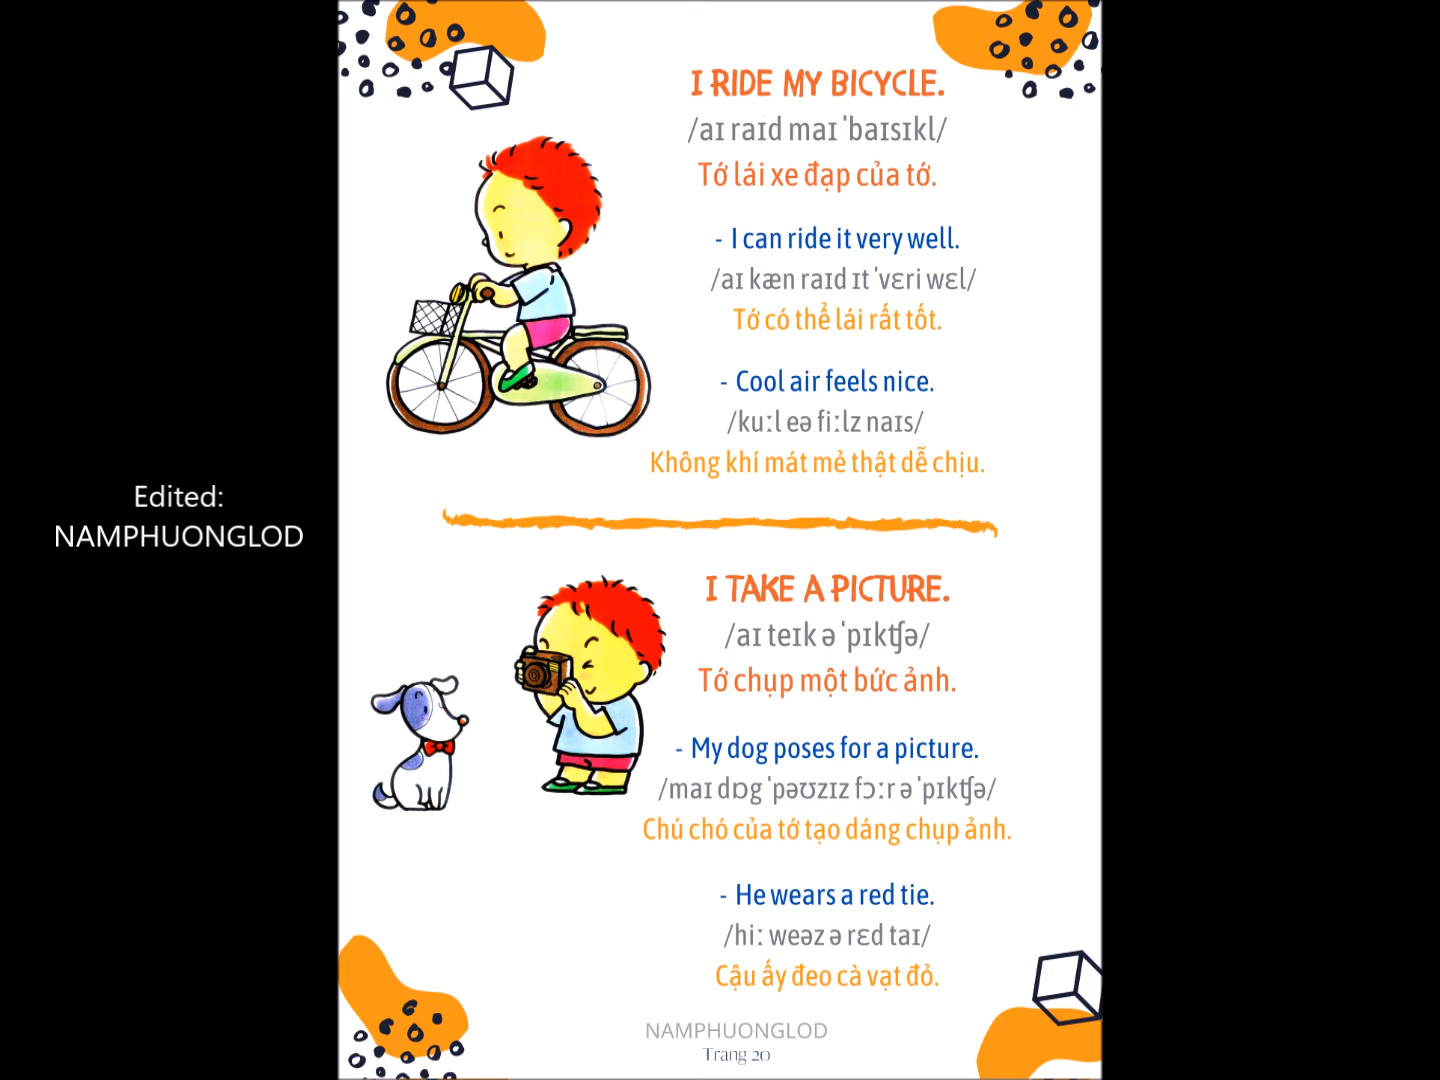 I RIDE MY BICYCLE.
/aɪ raɪd maɪ ˈbaɪsɪkl/
Tớ lái xe đạp của tớ.
- I can ride it very well.
/aɪ kæn raɪd ɪt ˈvɛri wɛl/
Tớ có thể lái rất tốt.
- Cool air feels nice.
/kuːl eə fiːlz naɪs/
Không khí mát mẻ thật dễ chịu.
Edited:
NAMPHUONGLOD
I TAKE A PICTURE.
/aɪ teɪk ə ˈpɪkʧə/
Tớ chụp một bức ảnh.
- My dog poses for a picture.
/maɪ dɒg ˈpəʊzɪz fɔːr ə ˈpɪkʧə/
Chú chó của tớ tạo dáng chụp ảnh.
- He wears a red tie.
/hiː weəz ə rɛd taɪ/
Cậu ấy đeo cà vạt đỏ.
NAMPHUONGLOD
Trang 20